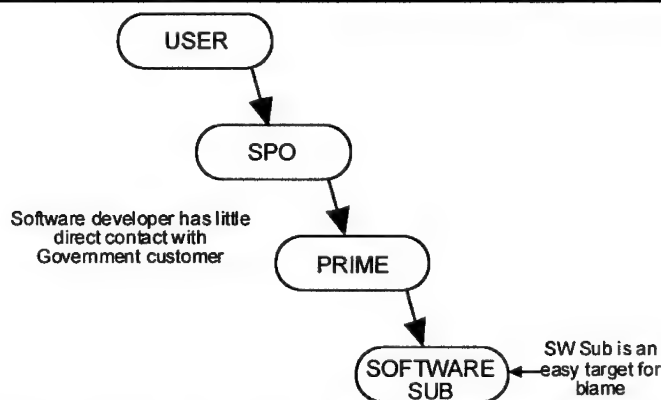 USER
SPO
Software developer has little
direct contact with
Government customer
PRIME
SOFTWARE
SUB
SW Sub is an
easy target for
blame